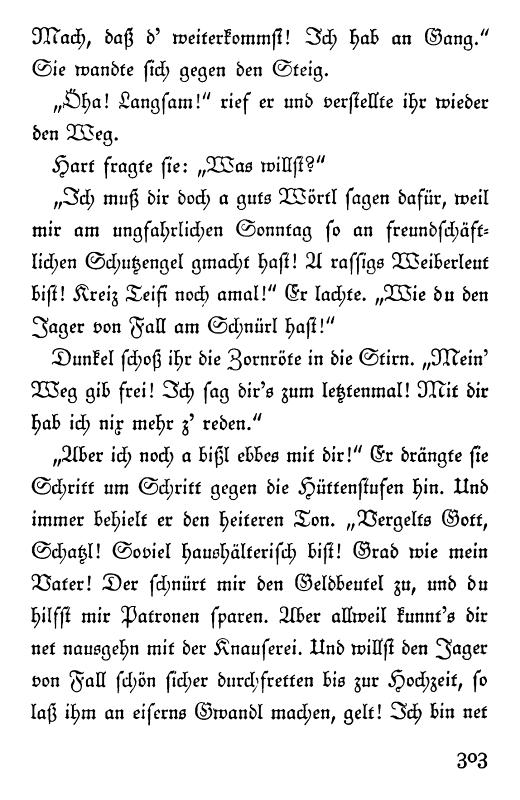 Mach, daß d' weiterkommst! Ich hab an Gang.“
Sie wandte sich gegen den Steig.
„Öha! Langsam!“ rief er und verstellte ihr wieder
den Weg.
Hart fragte sie: „Was willst?“
„Ich muß dir doch a guts Wörtl sagen dafür, weil
mir am ungfahrlichen Sonntag so an freundschäft-
lichen Schutzengel gmacht hast! A rassigs Weiberleut
bist! Kreiz Teifi noch amal!“ Er lachte. „Wie du den
Jager von Fall am Schnürl hast!“
Dunkel schoß ihr die Zornröte in die Stirn. „Mein'
Weg gib frei! Ich sag dir's zum letztenmal! Mit dir
hab ich nix mehr z' reden.“
„Aber ich noch a bißl ebbes mit dir!“ Er drängte sie
Schritt um Schritt gegen die Hüttenstufen hin. Und
immer behielt er den heiteren Ton. „Vergelts Gott,
Schatzl! Soviel haushälterisch bist! Grad wie mein
Vater! Der schnürt mir den Geldbeutel zu, und du
hilfst mir Patronen sparen. Aber allweil kunnt's dir
net nausgehn mit der Knauserei. Und willst den Jager
von Fall schön sicher durchfretten bis zur Hochzeit, so
laß ihm an eiserns Gwandl machen, gelt! Ich bin net
303